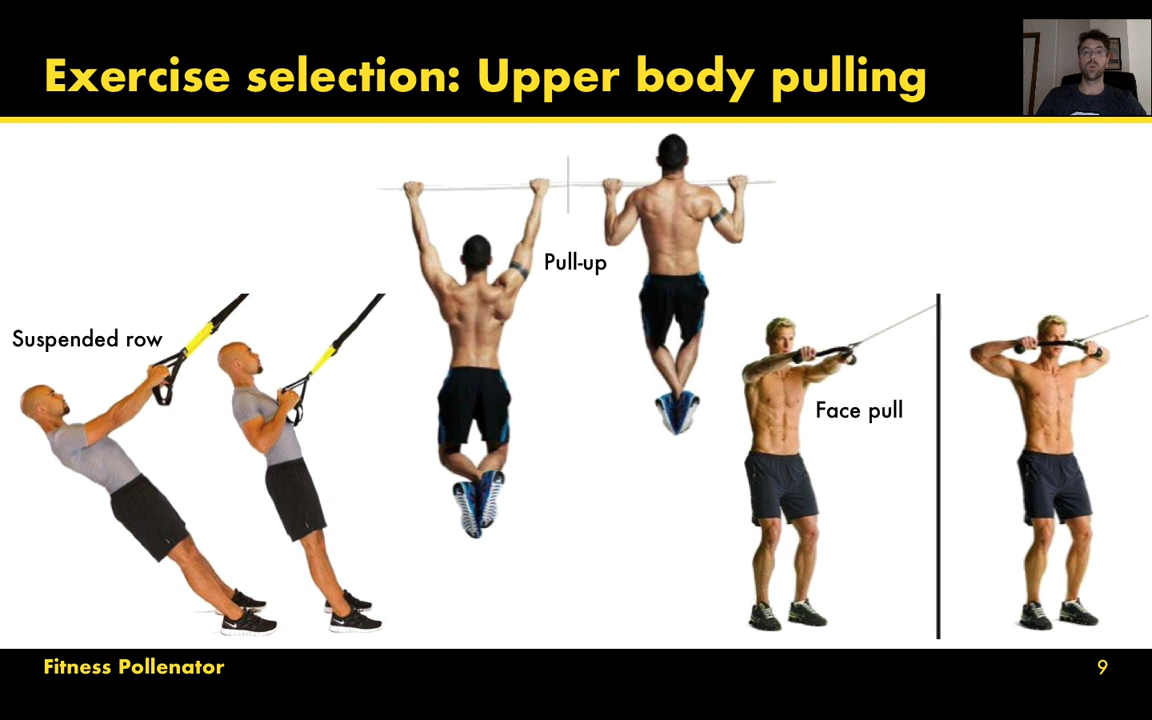 Exercise selection: Upper body pulling
Pull-up
Suspended row
Face pull
Fitness Pollenator
9